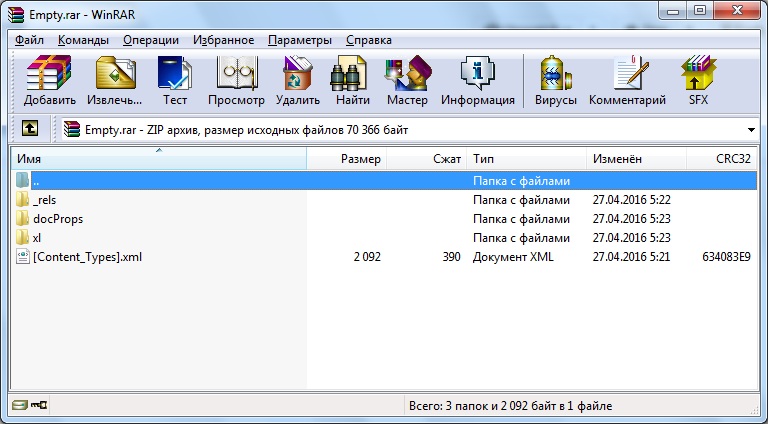 Empty.rar - WinRAR
Файл Команды Операции Избранное Параметры Справка
Добавить Извлечь... Тест Просмотр Удалить Найти Мастер Информация Вирусы Комментарий SFX
Empty.rar - ZIP архив, размер исходных файлов 70 366 байт
Имя Размер Сжат Тип Изменён CRC32
.. Папка с файлами
_rels Папка с файлами 27.04.2016 5:22
docProps Папка с файлами 27.04.2016 5:23
xl Папка с файлами 27.04.2016 5:23
[Content_Types].xml 2 092 390 Документ XML 27.04.2016 5:21 634083E9
Всего: 3 папок и 2 092 байт в 1 файле